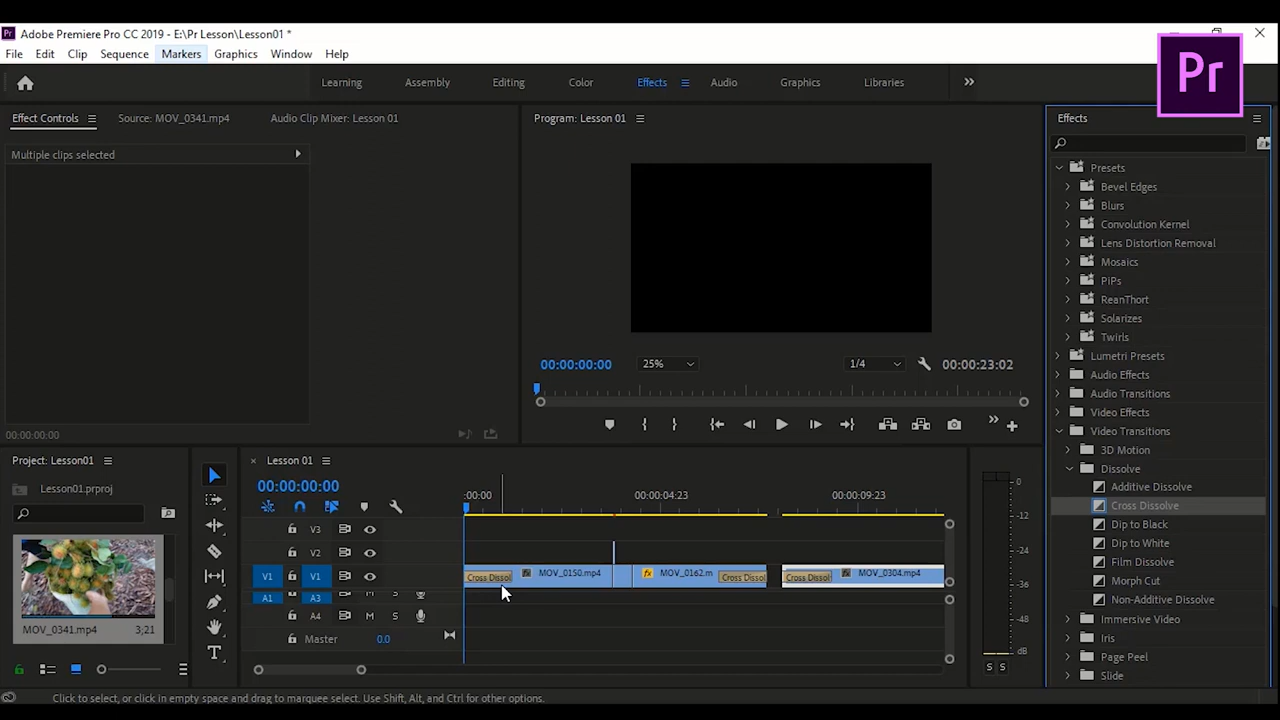 Adobe Premiere Pro CC 2019 - E:\Pr Lesson\Lesson01 *
File Edit Clip Sequence Markers Graphics Window Help
Pr
Learning Assembly Editing Color Effects Audio Graphics Libraries
Effect Controls Source: MOV_0341.mp4 Audio Clip Mixer: Lesson 01
Multiple clips selected
00:00:00:00
Program: Lesson 01
00:00:00:00 25% 1/4 00:00:23:02
Effects
Presets
Bevel Edges
Blurs
Convolution Kernel
Lens Distortion Removal
Mosaics
PiPs
ReanThort
Solarizes
Twirls
Lumetri Presets
Audio Effects
Audio Transitions
Video Effects
Video Transitions
3D Motion
Dissolve
Additive Dissolve
Cross Dissolve
Dip to Black
Dip to White
Film Dissolve
Morph Cut
Non-Additive Dissolve
Immersive Video
Iris
Page Peel
Slide
Project: Lesson01
Lesson01.prproj
MOV_0341.mp4 3;21
Lesson 01
00:00:00:00
:00:00 00:00:04:23 00:00:09:23
V3
V2
V1 V1 Cross Dissol MOV_0150.mp4 fx MOV_0162.m Cross Dissol Cross Dissol MOV_0304.mp4
A1 A3 M S
A4 M S
Master 0.0
0
-12
-24
-36
-48
dB
S S
Click to select, or click in empty space and drag to marquee select. Use Shift, Alt, and Ctrl for other options.